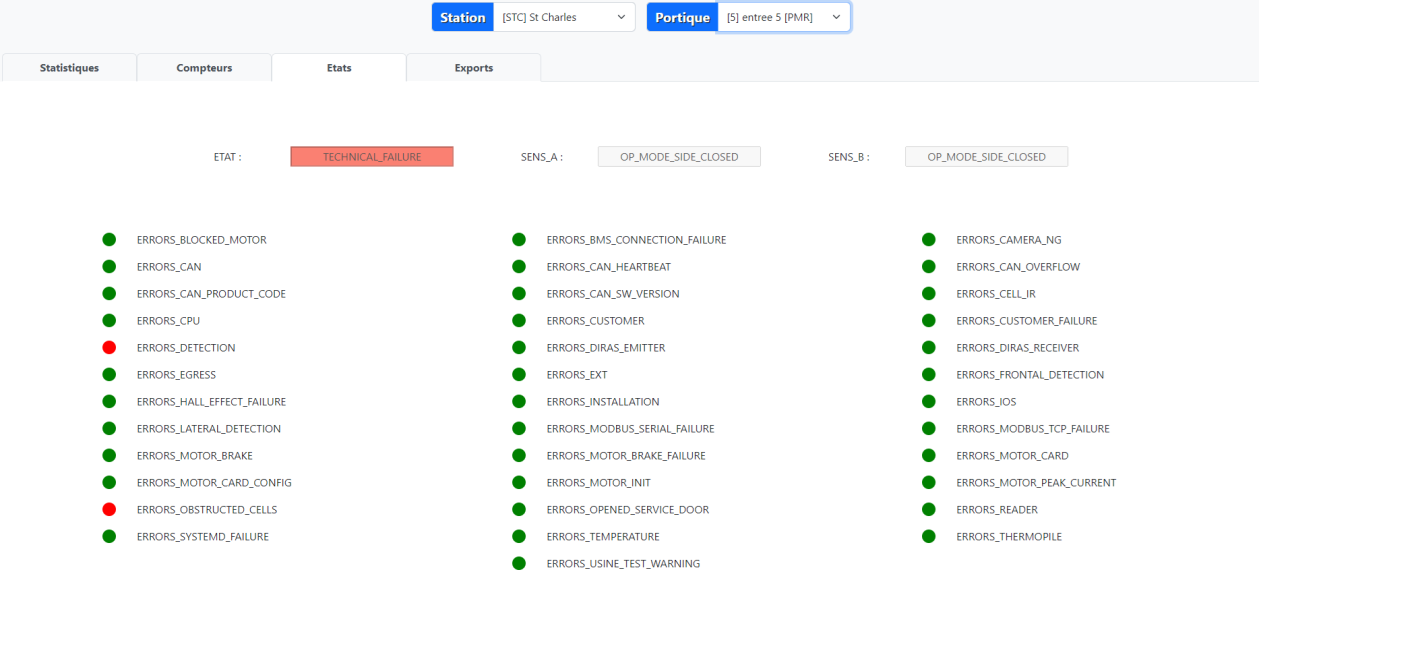 Station [STC] St Charles Portique [5] entree 5 [PMR]
Statistiques Compteurs Etats Exports
ETAT : TECHNICAL_FAILURE SENS_A : OP_MODE_SIDE_CLOSED SENS_B : OP_MODE_SIDE_CLOSED
ERRORS_BLOCKED_MOTOR ERRORS_BMS_CONNECTION_FAILURE ERRORS_CAMERA_NG
ERRORS_CAN ERRORS_CAN_HEARTBEAT ERRORS_CAN_OVERFLOW
ERRORS_CAN_PRODUCT_CODE ERRORS_CAN_SW_VERSION ERRORS_CELL_IR
ERRORS_CPU ERRORS_CUSTOMER ERRORS_CUSTOMER_FAILURE
ERRORS_DETECTION ERRORS_DIRAS_EMITTER ERRORS_DIRAS_RECEIVER
ERRORS_EGRESS ERRORS_EXT ERRORS_FRONTAL_DETECTION
ERRORS_HALL_EFFECT_FAILURE ERRORS_INSTALLATION ERRORS_IOS
ERRORS_LATERAL_DETECTION ERRORS_MODBUS_SERIAL_FAILURE ERRORS_MODBUS_TCP_FAILURE
ERRORS_MOTOR_BRAKE ERRORS_MOTOR_BRAKE_FAILURE ERRORS_MOTOR_CARD
ERRORS_MOTOR_CARD_CONFIG ERRORS_MOTOR_INIT ERRORS_MOTOR_PEAK_CURRENT
ERRORS_OBSTRUCTED_CELLS ERRORS_OPENED_SERVICE_DOOR ERRORS_READER
ERRORS_SYSTEMD_FAILURE ERRORS_TEMPERATURE ERRORS_THERMOPILE
ERRORS_USINE_TEST_WARNING